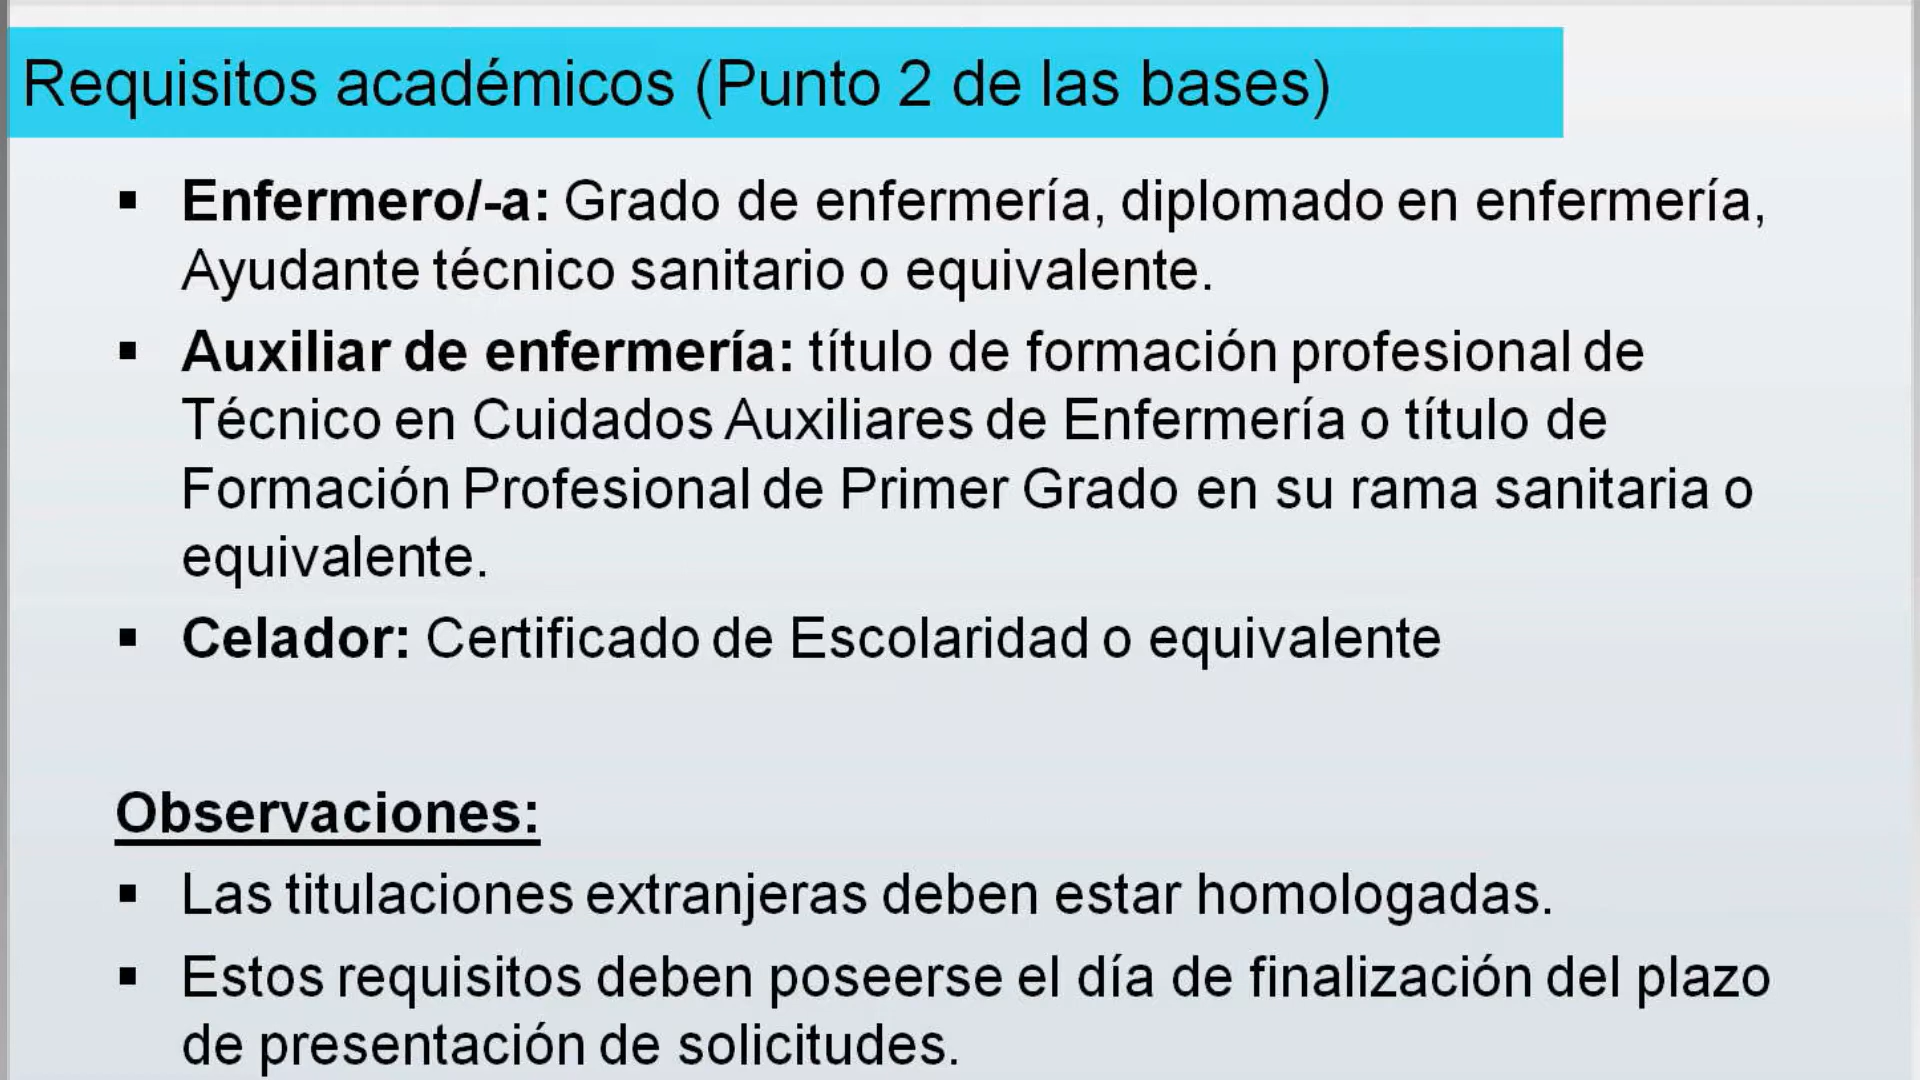 Requisitos académicos (Punto 2 de las bases)
▪ Enfermero/-a: Grado de enfermería, diplomado en enfermería,
Ayudante técnico sanitario o equivalente.
▪ Auxiliar de enfermería: título de formación profesional de
Técnico en Cuidados Auxiliares de Enfermería o título de
Formación Profesional de Primer Grado en su rama sanitaria o
equivalente.
▪ Celador: Certificado de Escolaridad o equivalente
Observaciones:
▪ Las titulaciones extranjeras deben estar homologadas.
▪ Estos requisitos deben poseerse el día de finalización del plazo
de presentación de solicitudes.